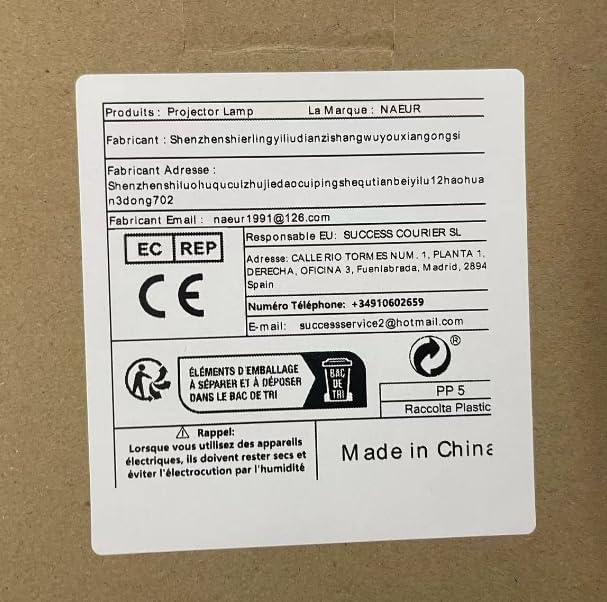 Produits : Projector Lamp La Marque : NAEUR
Fabricant : Shenzhenshierlingyiliudianzishangwuyouxiangongsi
Fabricant Adresse :
Shenzhenshiluohuqucuizhujiedaocuipingshequtianbeiyilu12haohua
n3dong702
Fabricant Email : naeur1991@126.com
EC REP
CE
Responsable EU: SUCCESS COURIER SL
Adresse: CALLE RIO TORMES NUM. 1, PLANTA 1,
DERECHA, OFICINA 3, Fuenlabrada, Madrid, 2894
Spain
Numéro Téléphone: +34910602659
E-mail: successservice2@hotmail.com
ÉLÉMENTS D'EMBALLAGE
À SÉPARER ET À DÉPOSER
DANS LE BAC DE TRI
BAC
DE
TRI
®
PP 5
Raccolta Plastic
⚠ Rappel:
Lorsque vous utilisez des appareils
électriques, ils doivent rester secs et
éviter l'électrocution par l'humidité
Made in China